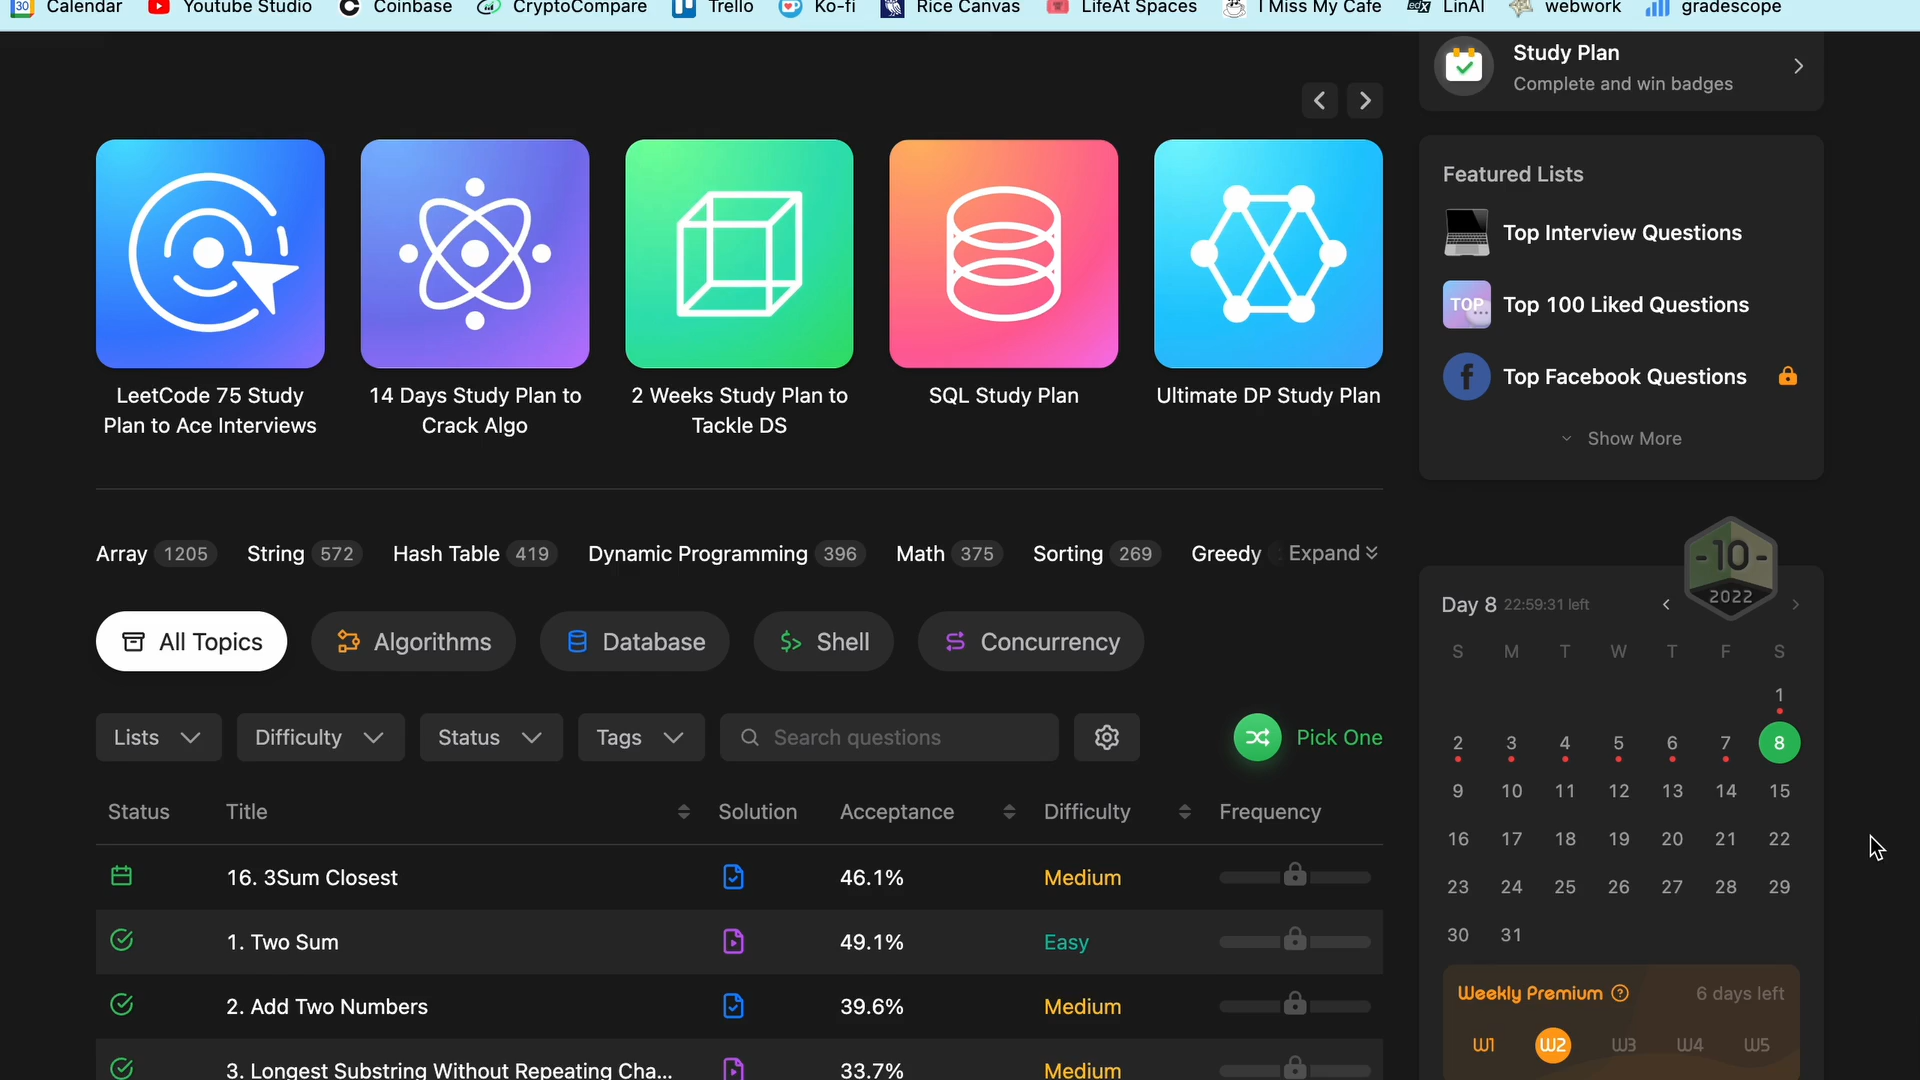 30 Calendar Youtube Studio Coinbase CryptoCompare Trello Ko-fi Rice Canvas LifeAt Spaces I Miss My Cafe edX LinAl webwork gradescope
Study Plan
Complete and win badges
LeetCode 75 Study
Plan to Ace Interviews
14 Days Study Plan to
Crack Algo
2 Weeks Study Plan to
Tackle DS
SQL Study Plan
Ultimate DP Study Plan
Featured Lists
Top Interview Questions
TOP Top 100 Liked Questions
f Top Facebook Questions
Show More
Array 1205 String 572 Hash Table 419 Dynamic Programming 396 Math 375 Sorting 269 Greedy Expand
All Topics Algorithms Database Shell Concurrency
Lists Difficulty Status Tags Search questions Pick One
Status Title Solution Acceptance Difficulty Frequency
16. 3Sum Closest 46.1% Medium
1. Two Sum 49.1% Easy
2. Add Two Numbers 39.6% Medium
3. Longest Substring Without Repeating Cha... 33.7% Medium
-10-
2022
Day 8 22:59:31 left
S M T W T F S
1
2 3 4 5 6 7 8
9 10 11 12 13 14 15
16 17 18 19 20 21 22
23 24 25 26 27 28 29
30 31
Weekly Premium ? 6 days left
W1 W2 W3 W4 W5